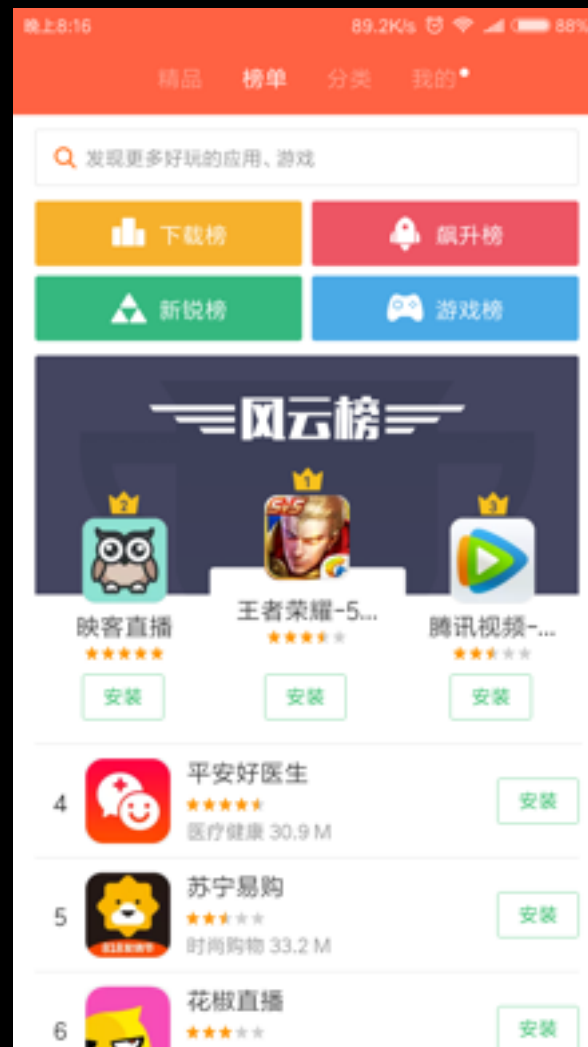 晚上8:16 89.2K/s 88%
精品 榜单 分类 我的
发现更多好玩的应用、游戏
下载榜 飙升榜
新锐榜 游戏榜
风云榜
2 1 3
5v5
映客直播 王者荣耀-5... 腾讯视频-...
安装 安装 安装
4 平安好医生
安装
医疗健康 30.9 M
5 苏宁易购
安装
时尚购物 33.2 M
6 花椒直播
安装